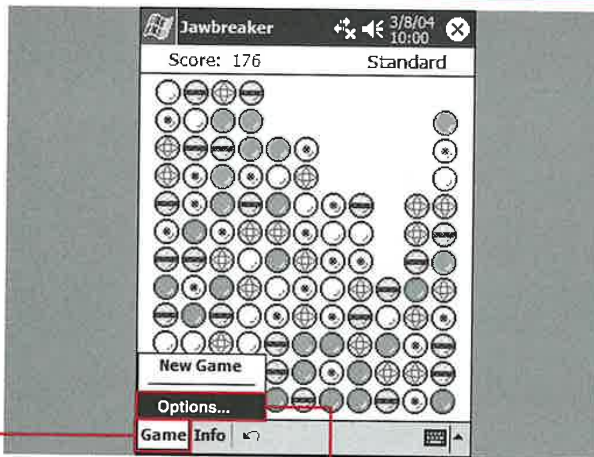 Jawbreaker 3/8/04 10:00
Score: 176 Standard
New Game
Options...
Game Info